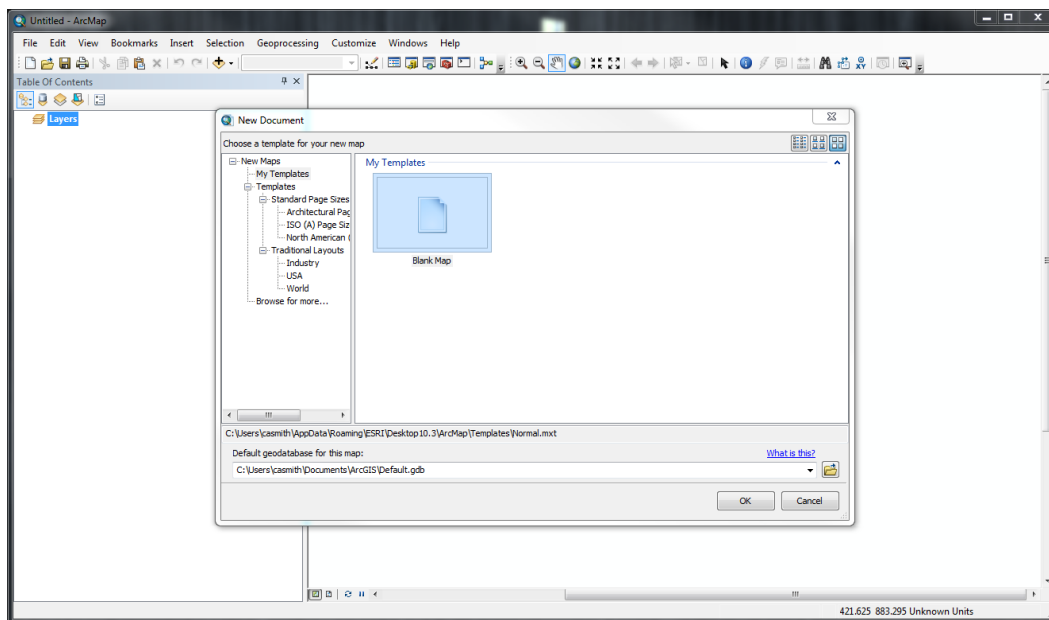 Untitled - ArcMap
File Edit View Bookmarks Insert Selection Geoprocessing Customize Windows Help
Table Of Contents
Layers
New Document
Choose a template for your new map
New Maps
My Templates
Templates
Standard Page Sizes
Architectural Pag
ISO (A) Page Siz
North American (
Traditional Layouts
Industry
USA
World
Browse for more...
My Templates
Blank Map
C:\Users\casmith\AppData\Roaming\ESRI\Desktop10.3\ArcMap\Templates\Normal.mxt
Default geodatabase for this map:
What is this?
C:\Users\casmith\Documents\ArcGIS\Default.gdb
OK Cancel
421.625 883.295 Unknown Units